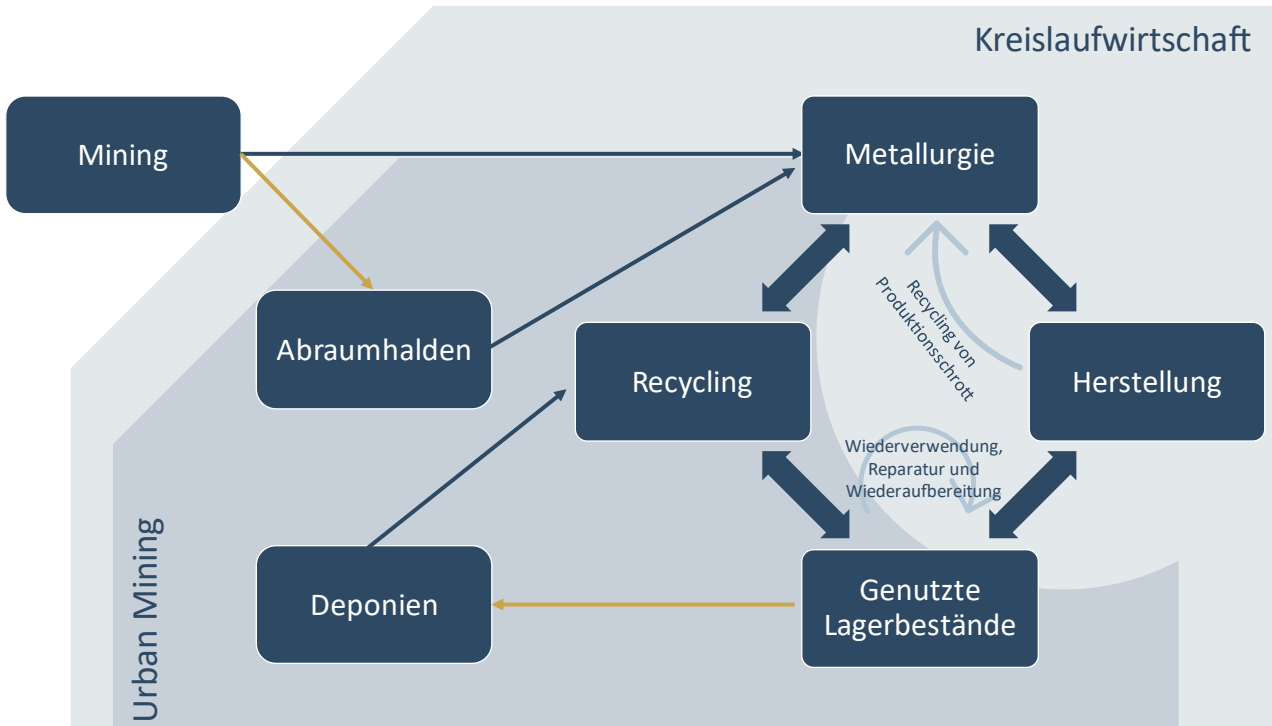 Kreislaufwirtschaft
Mining
Metallurgie
Abraumhalden
Recycling
Recycling von
Produktionsschrott
Herstellung
Wiederverwendung,
Reparatur und
Wiederaufbereitung
Urban Mining
Deponien
Genutzte
Lagerbestände